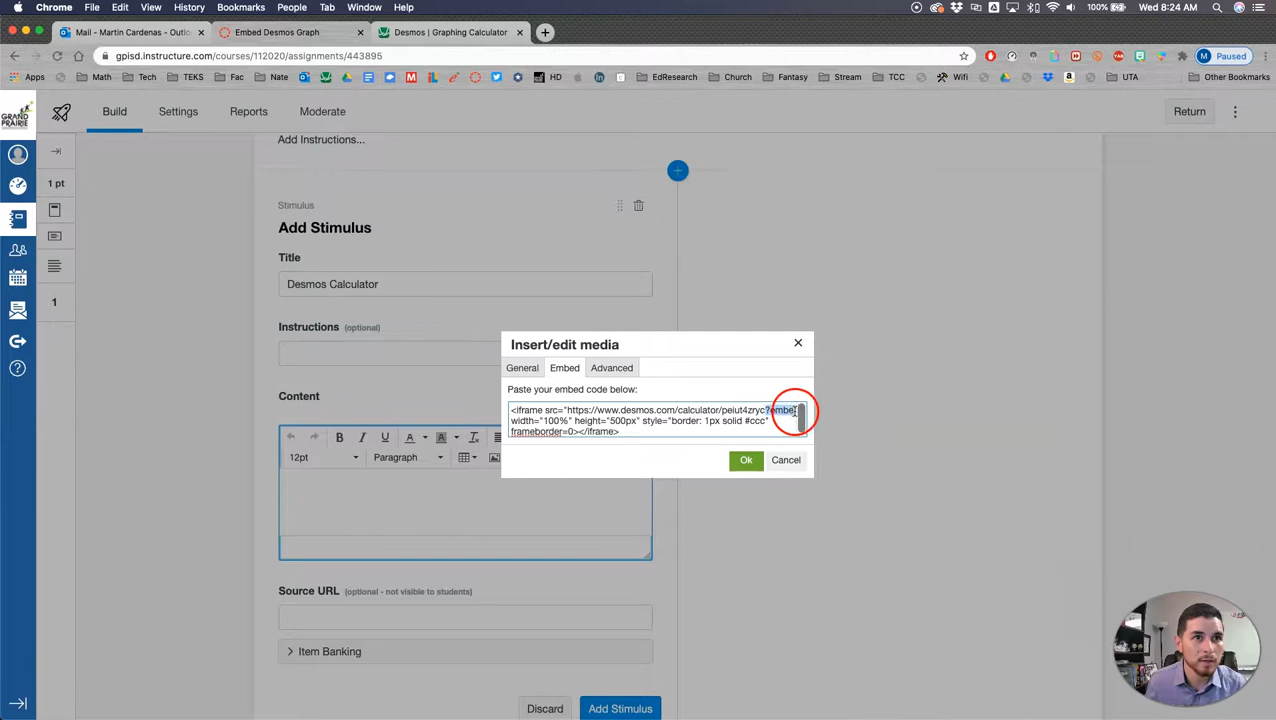 Chrome File Edit View History Bookmarks People Tab Window Help
100% Wed 8:24 AM
Mail - Martin Cardenas - Outlo
Embed Desmos Graph
Desmos | Graphing Calculator
gpisd.instructure.com/courses/112020/assignments/443895
Paused
Apps Math Tech TEKS Fac Nate HD EdResearch Church Fantasy Stream TCC Wifi UTA Other Bookmarks
GRAND PRAIRIE
Build Settings Reports Moderate Return
Add Instructions...
1 pt
Stimulus
Add Stimulus
Title
Desmos Calculator
1
Instructions (optional)
Content
12pt Paragraph
Insert/edit media
General Embed Advanced
Paste your embed code below:
<iframe src="https://www.desmos.com/calculator/peiut4zryc?embe
width="100%" height="500px" style="border: 1px solid #ccc"
frameborder=0></iframe>
Ok Cancel
Source URL (optional - not visible to students)
Item Banking
Discard Add Stimulus